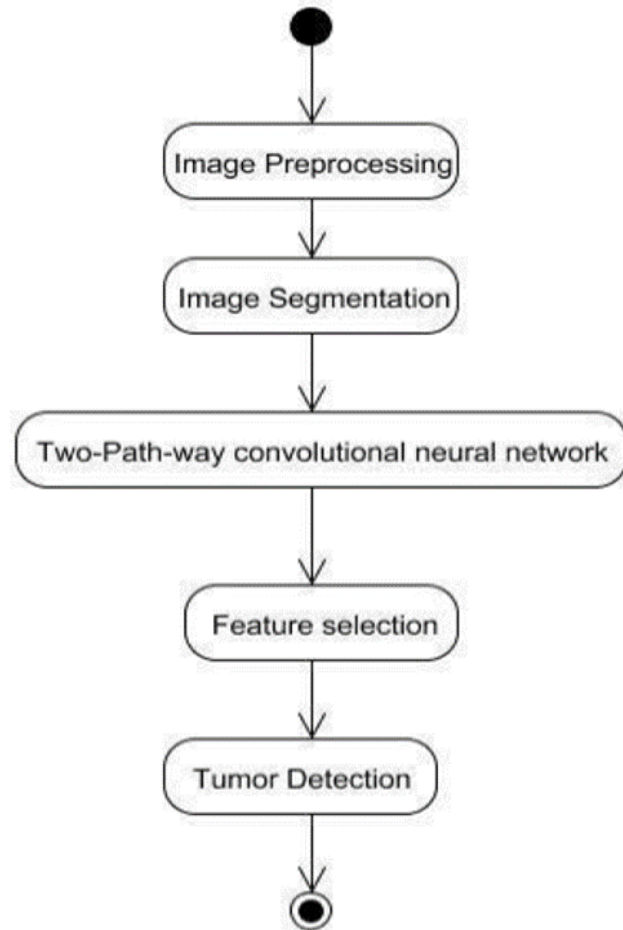 Image Preprocessing
Image Segmentation
Two-Path-way convolutional neural network
Feature selection
Tumor Detection